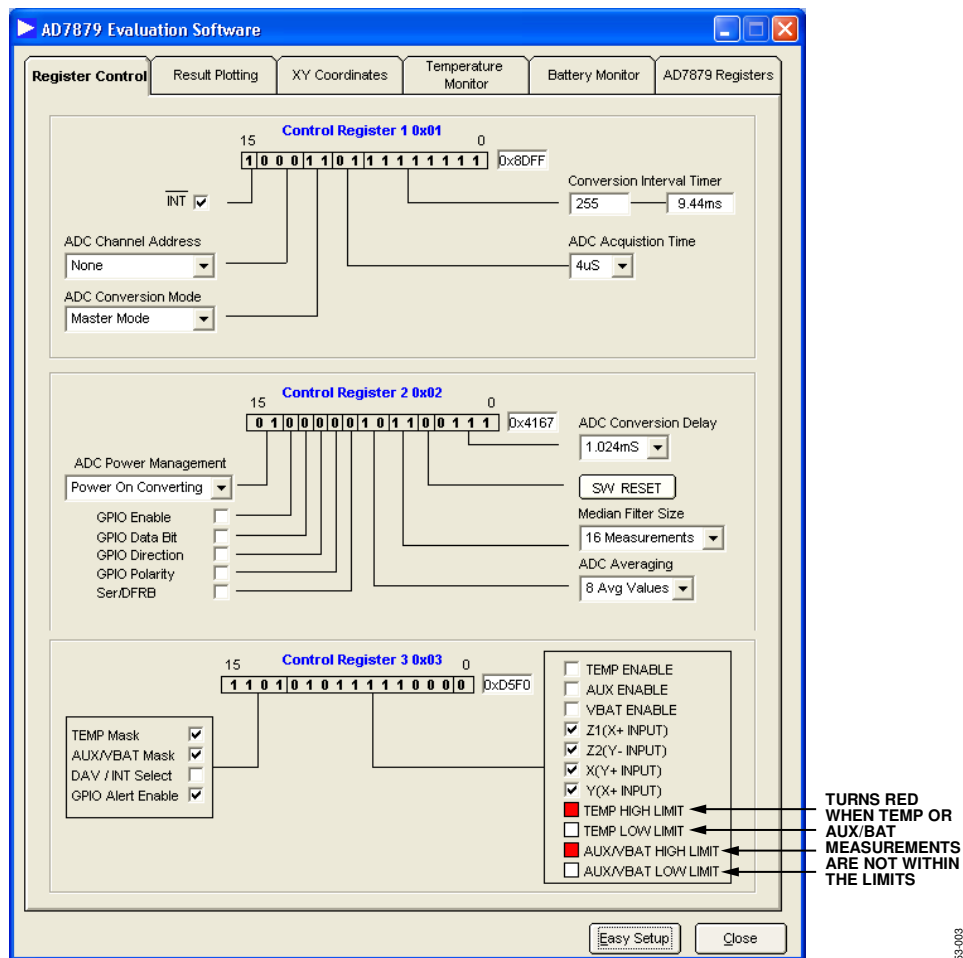 AD7879 Evaluation Software
Register Control
Result Plotting
XY Coordinates
Temperature
Monitor
Battery Monitor
AD7879 Registers
Control Register 1 0x01
15
0
1 0 0 0 1 1 0 1 1 1 1 1 1 1 1 1
0x8DFF
INT
Conversion Interval Timer
255
9.44ms
ADC Channel Address
None
ADC Acquistion Time
4uS
ADC Conversion Mode
Master Mode
Control Register 2 0x02
15
0
0 1 0 0 0 0 0 1 0 1 1 0 0 1 1 1
0x4167
ADC Conversion Delay
1.024mS
ADC Power Management
Power On Converting
SW RESET
GPIO Enable
GPIO Data Bit
GPIO Direction
GPIO Polarity
Ser/DFRB
Median Filter Size
16 Measurements
ADC Averaging
8 Avg Values
Control Register 3 0x03
15
0
1 1 0 1 0 1 0 1 1 1 1 1 0 0 0 0
0xD5F0
TEMP Mask
AUX/VBAT Mask
DAV / INT Select
GPIO Alert Enable
TEMP ENABLE
AUX ENABLE
VBAT ENABLE
Z1(X+ INPUT)
Z2(Y- INPUT)
X(Y+ INPUT)
Y(X+ INPUT)
TEMP HIGH LIMIT
TEMP LOW LIMIT
AUX/VBAT HIGH LIMIT
AUX/VBAT LOW LIMIT
TURNS RED
WHEN TEMP OR
AUX/BAT
MEASUREMENTS
ARE NOT WITHIN
THE LIMITS
Easy Setup
Close